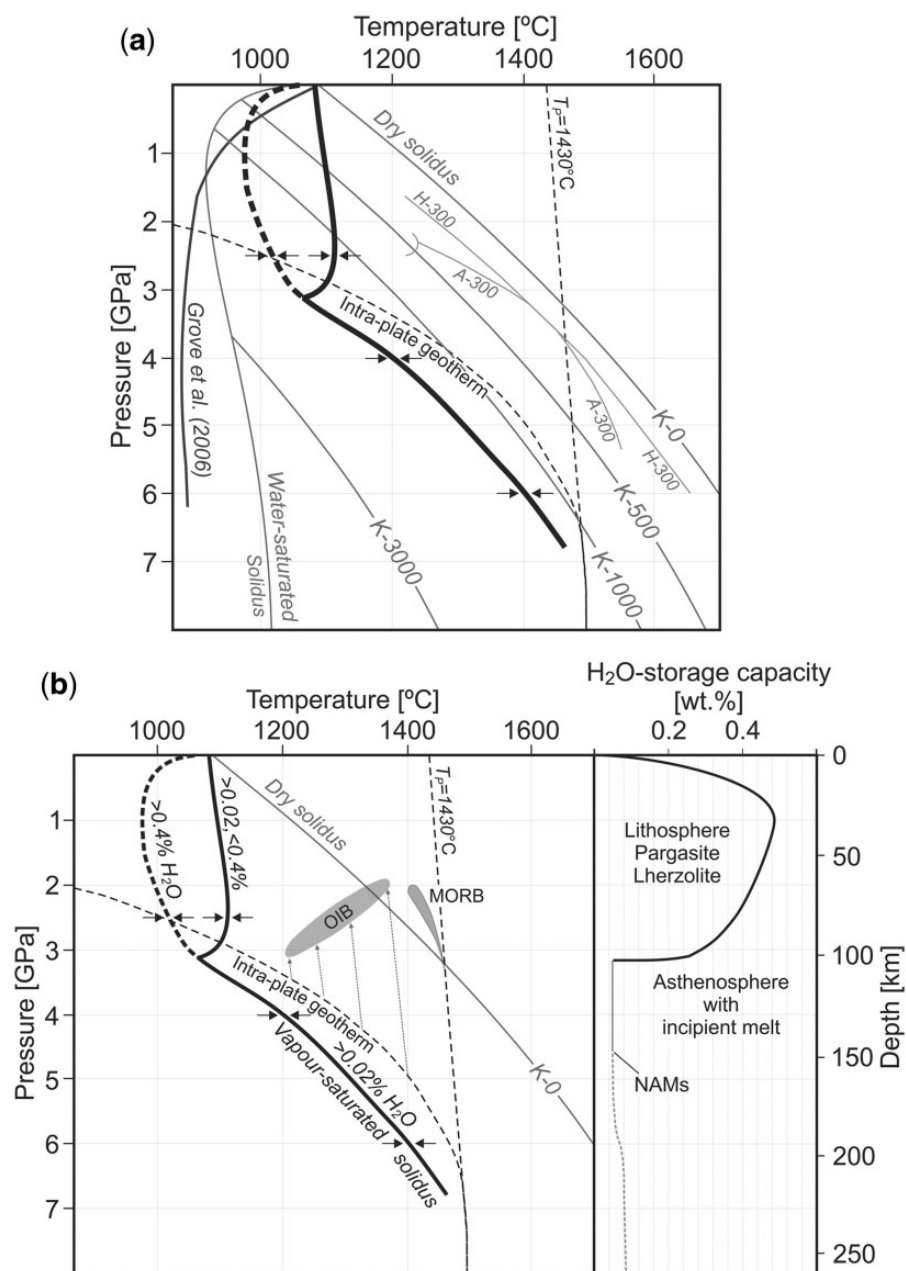 (a)
Temperature [ºC]
1000 1200 1400 1600
Pressure [GPa]
1
2
3
4
5
6
7
Dry solidus
T_P=1430°C
H-300
A-300
Intra-plate geotherm
Grove et al. (2006)
Water-saturated
Solidus
K-3000
A-300
H-300
K-0
K-500
K-1000
(b)
Temperature [ºC]
1000 1200 1400 1600
H₂O-storage capacity
[wt.%]
0.2 0.4
Pressure [GPa]
1
2
3
4
5
6
7
>0.4% H₂O
>0.02, <0.4%
Dry solidus
T_P=1430°C
OIB
MORB
Intra-plate geotherm
>0.02% H₂O
Vapour-saturated solidus
K-0
Lithosphere
Pargasite
Lherzolite
Asthenosphere
with
incipient melt
NAMs
Depth [km]
0
50
100
150
200
250